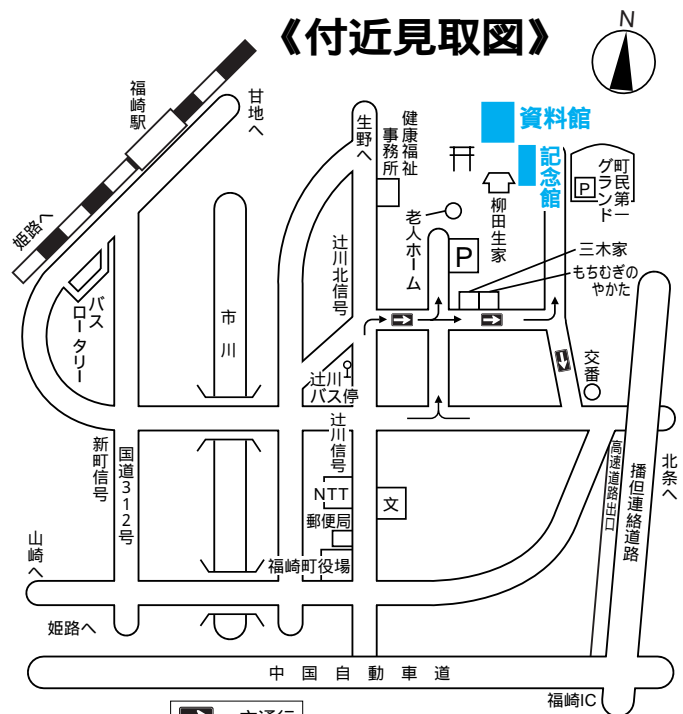 《付近見取図》
N
福崎駅
甘地へ
姫路へ
バス
ロータリー
市川
生野へ
健康福祉
事務所
資料館
記念館
町民第一
グランド
P
柳田生家
老人ホーム
P
三木家
もちむぎの
やかた
辻川北信号
辻川
バス停
交番
辻川信号
新町信号
国道312号
NTT
文
郵便局
福崎町役場
高速道路出口
播但連絡道路
北条へ
山崎へ
姫路へ
中国自動車道
福崎IC